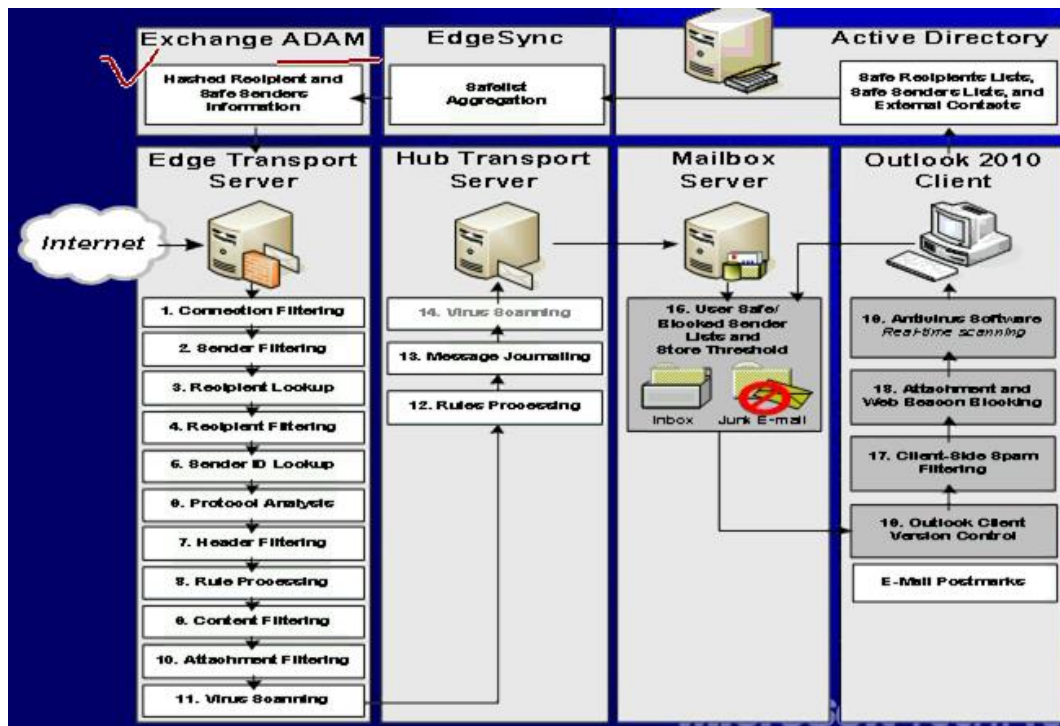 Exchange ADAM
EdgeSync
Active Directory
Hashed Recipient and
Safe Senders
Information
Safelist
Aggregation
Safe Recipients Lists,
Safe Senders Lists, and
External Contacts
Edge Transport
Server
Hub Transport
Server
Mailbox
Server
Outlook 2010
Client
Internet
1. Connection Filtering
2. Sender Filtering
3. Recipient Lookup
4. Recipient Filtering
5. Sender ID Lookup
6. Protocol Analysis
7. Header Filtering
8. Rule Processing
9. Content Filtering
10. Attachment Filtering
11. Virus Scanning
14. Virus Scanning
13. Message Journaling
12. Rules Processing
16. User Safe/
Blocked Sender
Lists and
Store Threshold
Inbox
Junk E-mail
19. Antivirus Software
Real-time scanning
18. Attachment and
Web Beacon Blocking
17. Client-Side Spam
Filtering
Outlook Client
Version Control
E-Mail Postmarks